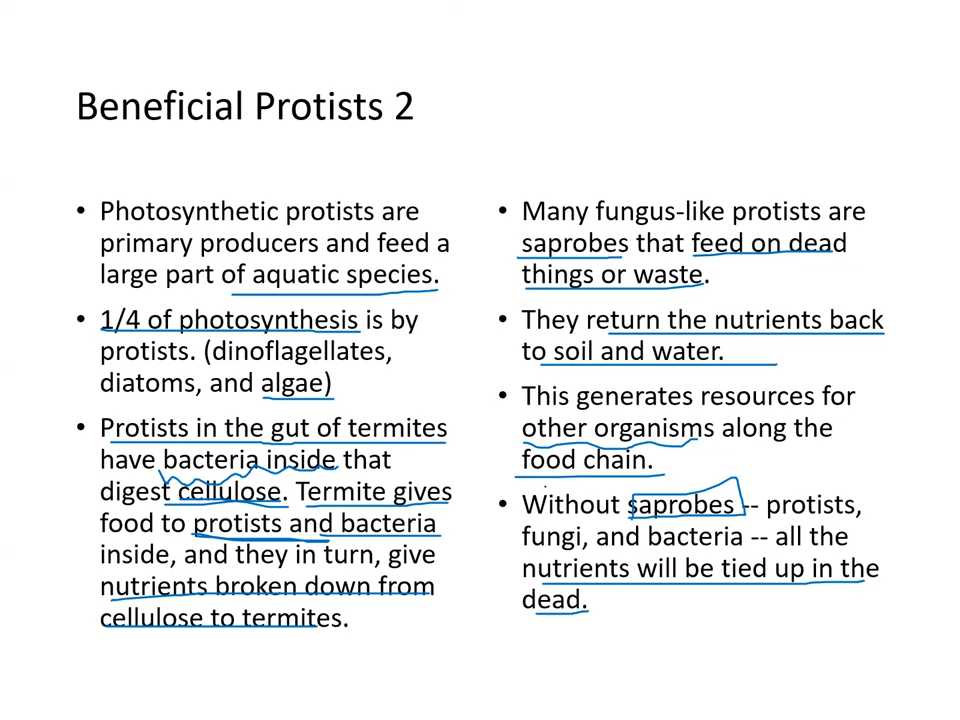 Beneficial Protists 2
• Photosynthetic protists are
primary producers and feed a
large part of aquatic species.
• 1/4 of photosynthesis is by
protists. (dinoflagellates,
diatoms, and algae)
• Protists in the gut of termites
have bacteria inside that
digest cellulose. Termite gives
food to protists and bacteria
inside, and they in turn, give
nutrients broken down from
cellulose to termites.
• Many fungus-like protists are
saprobes that feed on dead
things or waste.
• They return the nutrients back
to soil and water.
• This generates resources for
other organisms along the
food chain.
• Without saprobes -- protists,
fungi, and bacteria -- all the
nutrients will be tied up in the
dead.